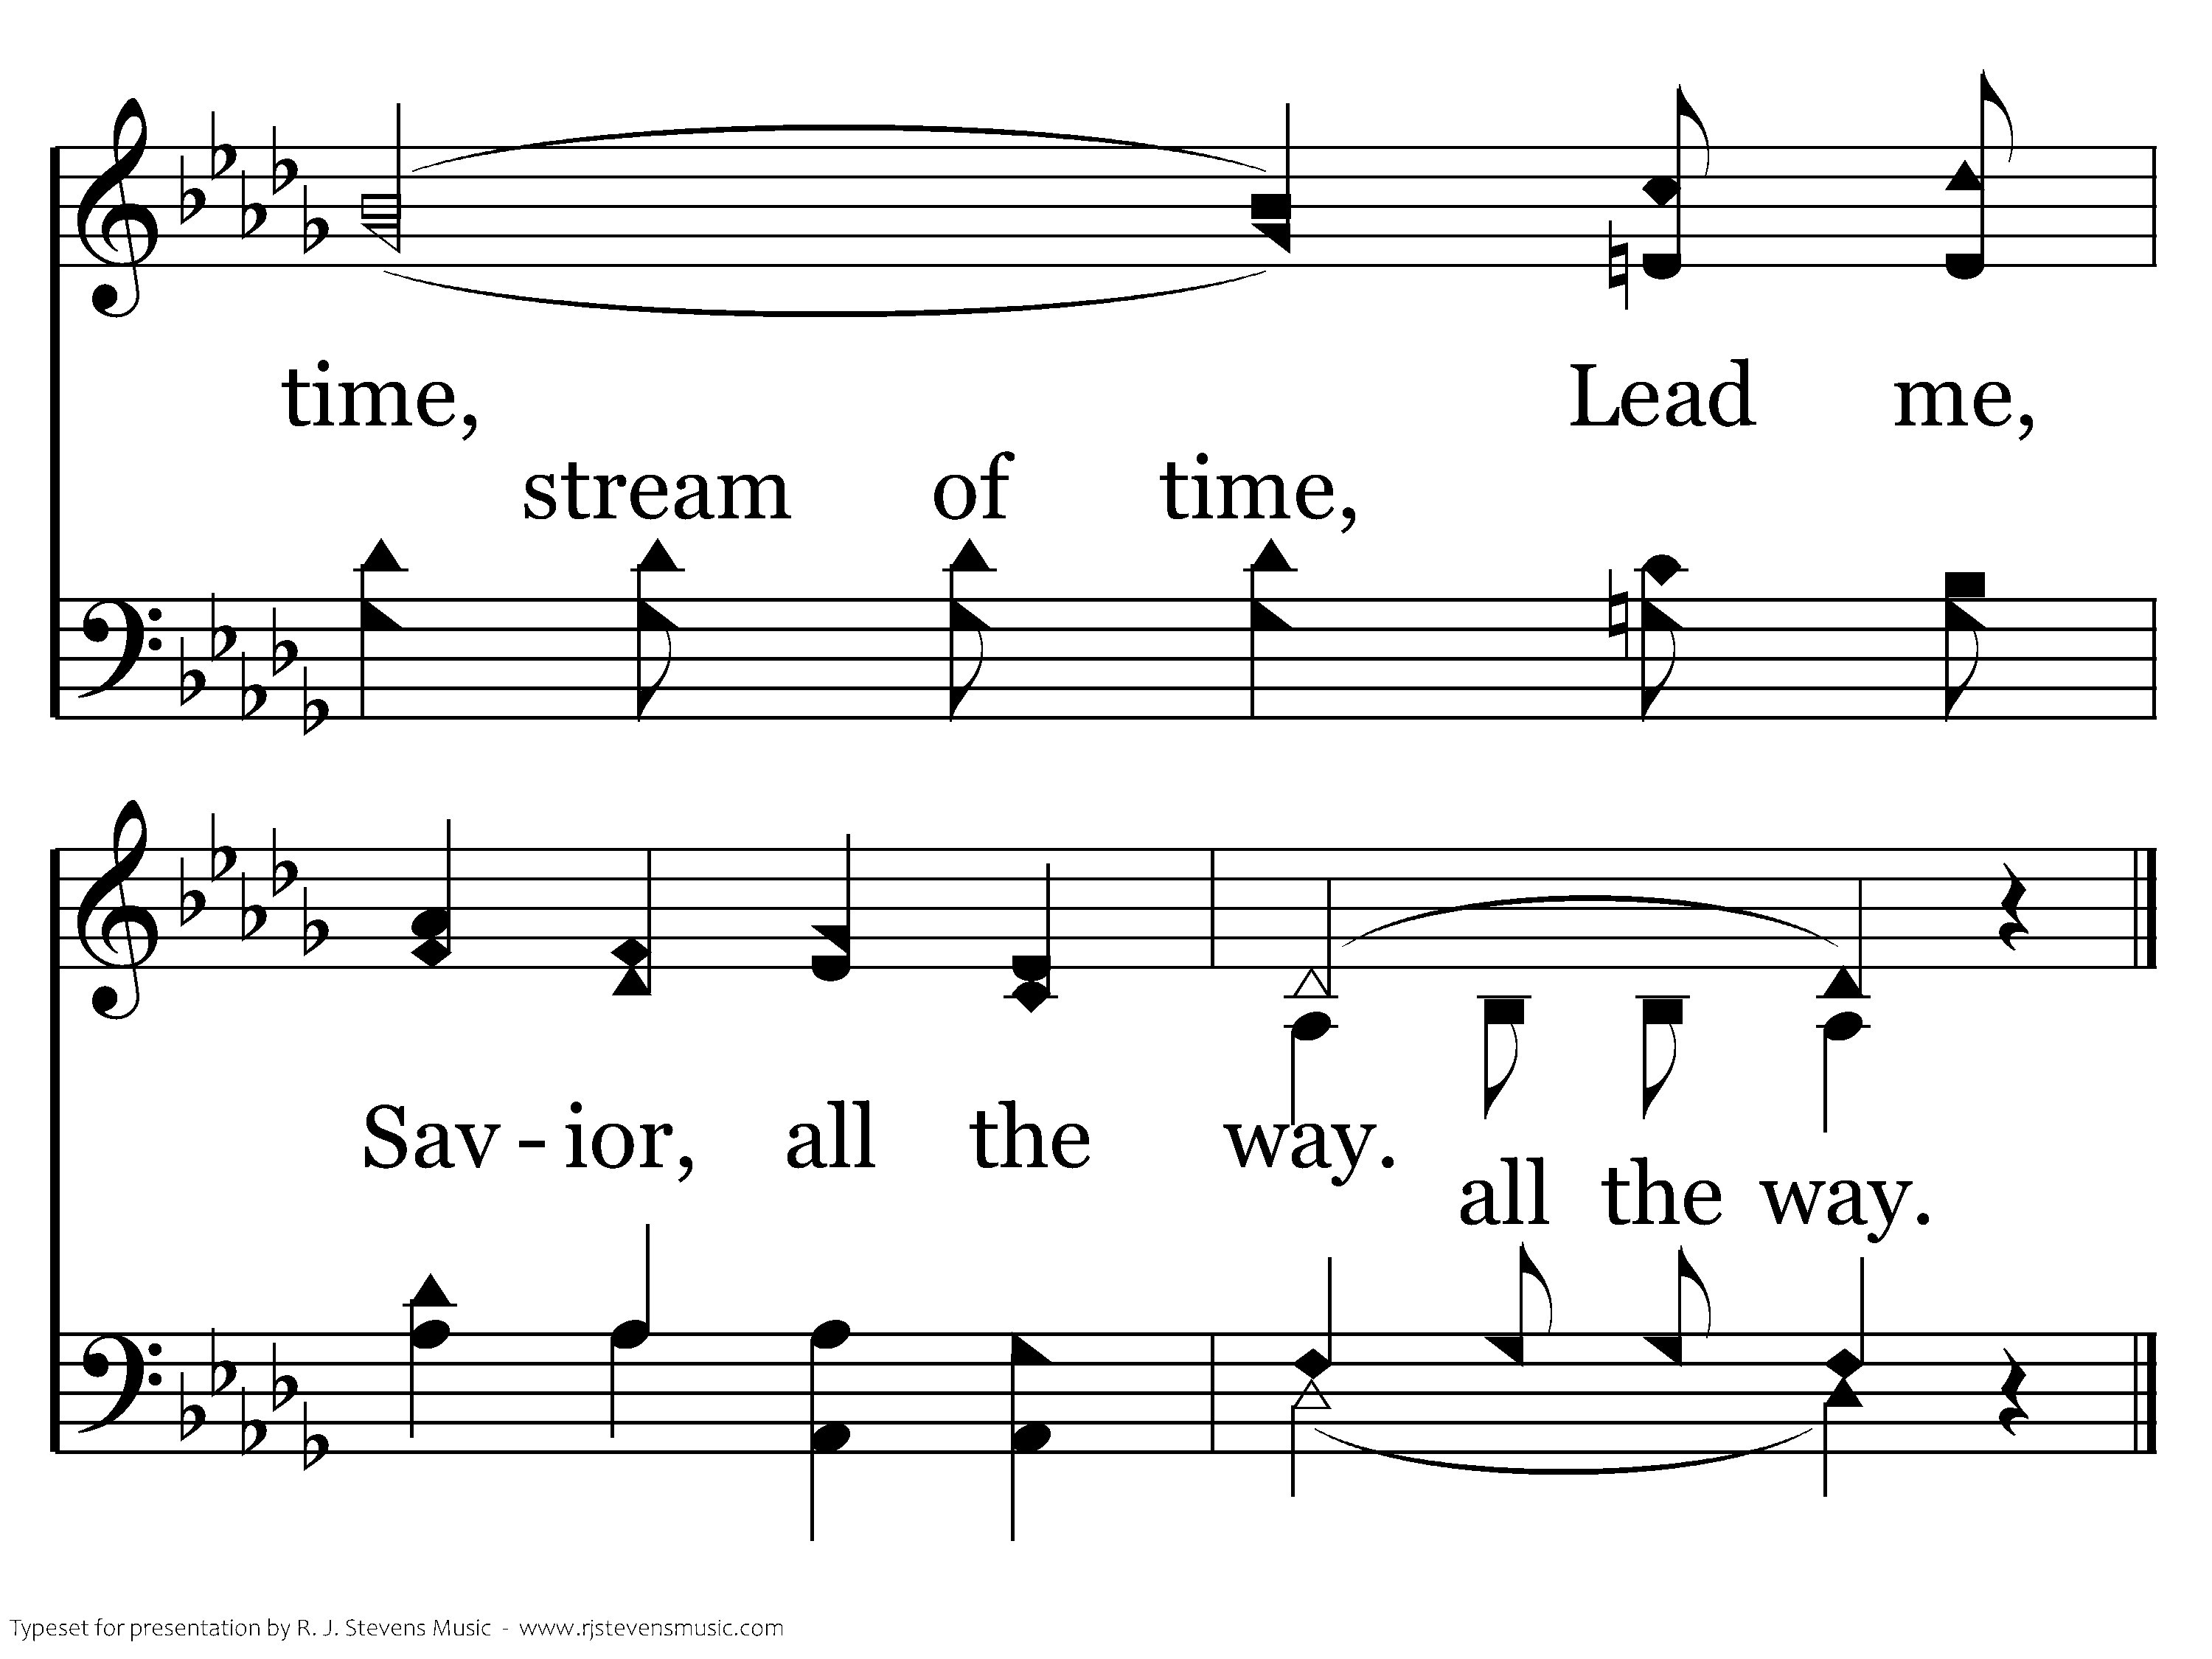 time, Lead me,
stream of time,
Sav - ior, all the way.
all the way.
Typeset for presentation by R. J. Stevens Music - www.rjstevensmusic.com